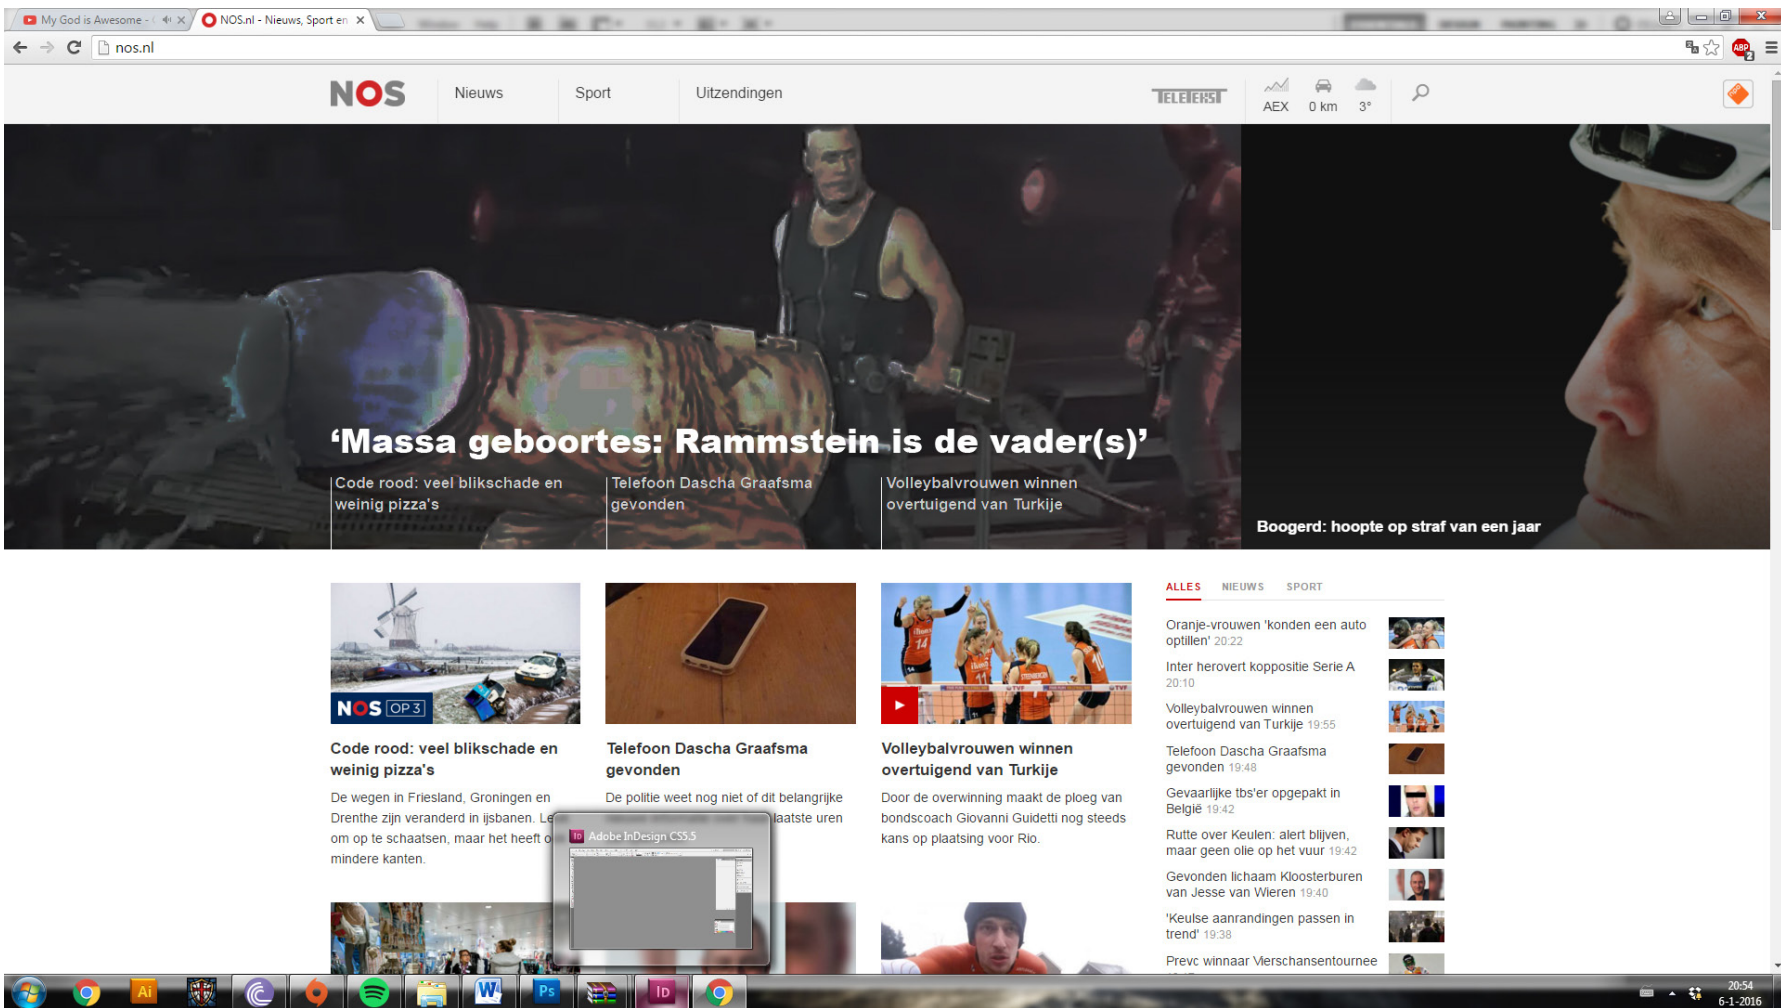 My God is Awesome - (
NOS.nl - Nieuws, Sport en
nos.nl
ABP
2
NOS
Nieuws
Sport
Uitzendingen
TELETEKST
AEX
0 km
3°
‘Massa geboortes: Rammstein is de vader(s)’
Code rood: veel blikschade en
weinig pizza's
Telefoon Dascha Graafsma
gevonden
Volleybalvrouwen winnen
overtuigend van Turkije
Boogerd: hoopte op straf van een jaar
NOS OP 3
Code rood: veel blikschade en
weinig pizza's
De wegen in Friesland, Groningen en
Drenthe zijn veranderd in ijsbanen.
om op te schaatsen, maar het heeft
mindere kanten.
Telefoon Dascha Graafsma
gevonden
De politie weet nog niet of dit belangrijke
laatste uren
Volleybalvrouwen winnen
overtuigend van Turkije
Door de overwinning maakt de ploeg van
bondscoach Giovanni Guidetti nog steeds
kans op plaatsing voor Rio.
ALLES
NIEUWS
SPORT
Oranje-vrouwen 'konden een auto
optillen' 20:22
Inter herovert koppositie Serie A
20:10
Volleybalvrouwen winnen
overtuigend van Turkije 19:55
Telefoon Dascha Graafsma
gevonden 19:48
Gevaarlijke tbs'er opgepakt in
België 19:42
Rutte over Keulen: alert blijven,
maar geen olie op het vuur 19:42
Gevonden lichaam Kloosterburen
van Jesse van Wieren 19:40
'Keulse aanrandingen passen in
trend' 19:38
Prevc winnaar Vierschansentournee
Adobe InDesign CS5.5
Ai
W
Ps
ID
20:54
6-1-2016